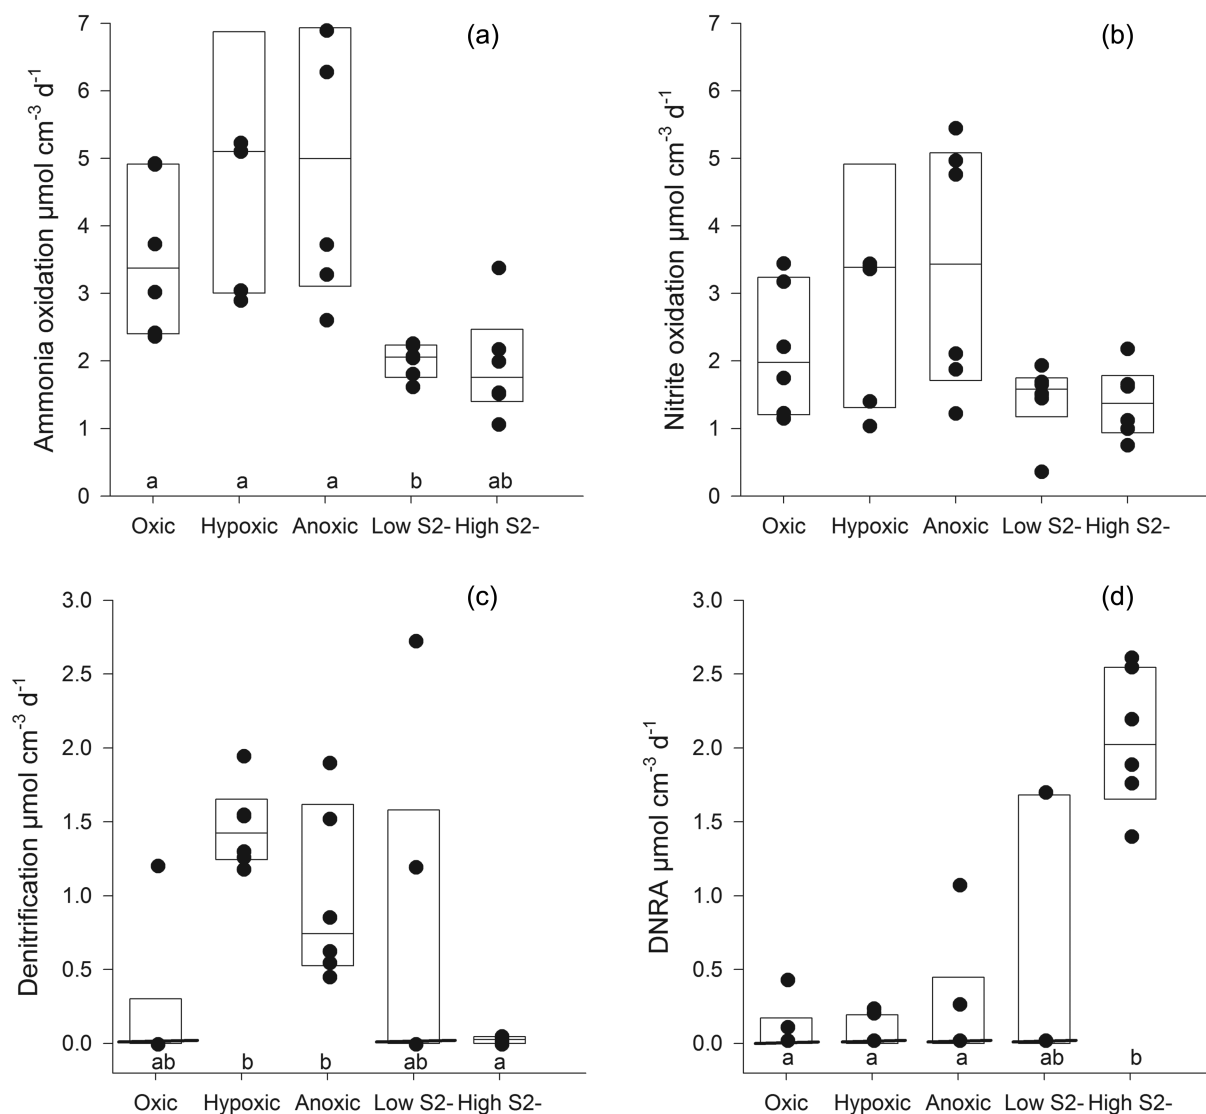 (a)
Ammonia oxidation µmol cm-3 d-1
7
6
5
4
3
2
1
0
a a a b ab
Oxic Hypoxic Anoxic Low S2- High S2-
(b)
Nitrite oxidation µmol cm-3 d-1
7
6
5
4
3
2
1
0
Oxic Hypoxic Anoxic Low S2- High S2-
(c)
Denitrification µmol cm-3 d-1
3.0
2.5
2.0
1.5
1.0
0.5
0.0
ab b b ab a
Oxic Hypoxic Anoxic Low S2- High S2-
(d)
DNRA µmol cm-3 d-1
3.0
2.5
2.0
1.5
1.0
0.5
0.0
a a a ab b
Oxic Hypoxic Anoxic Low S2- High S2-